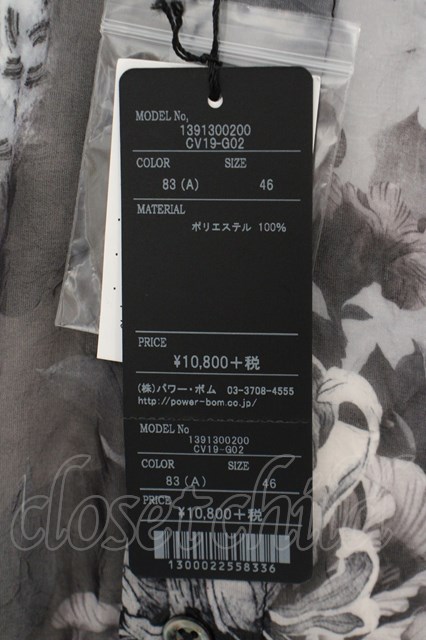 MODEL No,
1391300200
CV19-G02
COLOR SIZE
83 (A) 46
MATERIAL
ポリエステル 100%
PRICE
¥10,800+税
(株)パワー・ボム 03-3708-4555
http://power-bom.co.jp/
MODEL No
1391300200
CV19-G02
COLOR SIZE
83 (A) 46
PRICE
¥10,800+税
closetchild
1300022558336